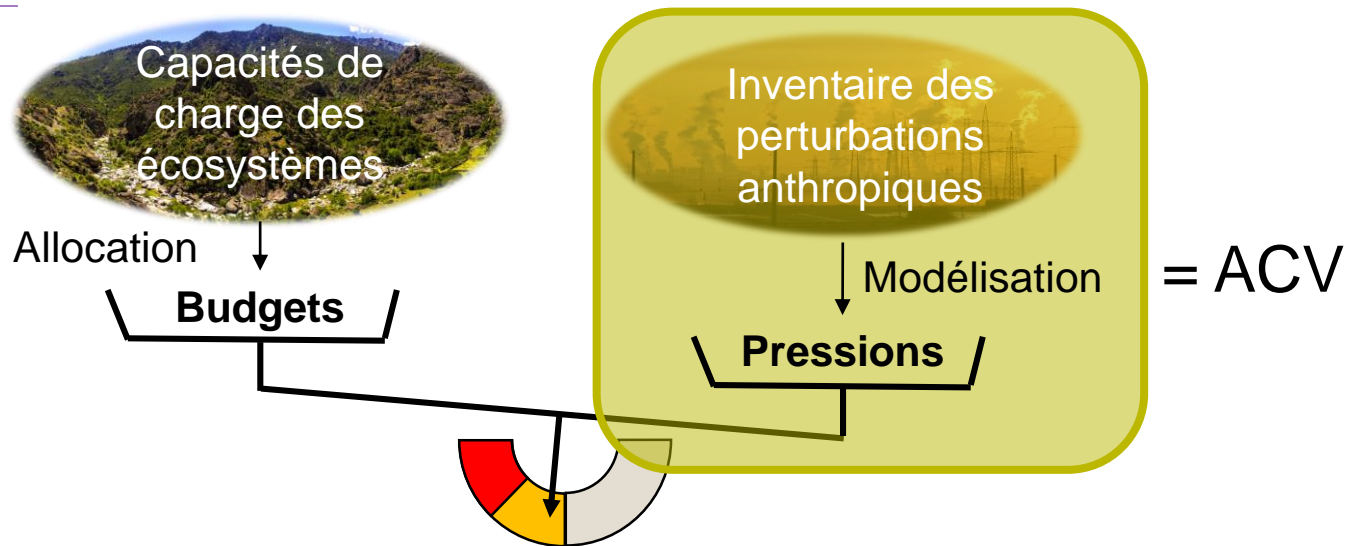 Capacités de
charge des
écosystèmes
Allocation
Budgets
Inventaire des
perturbations
anthropiques
Modélisation
Pressions
= ACV